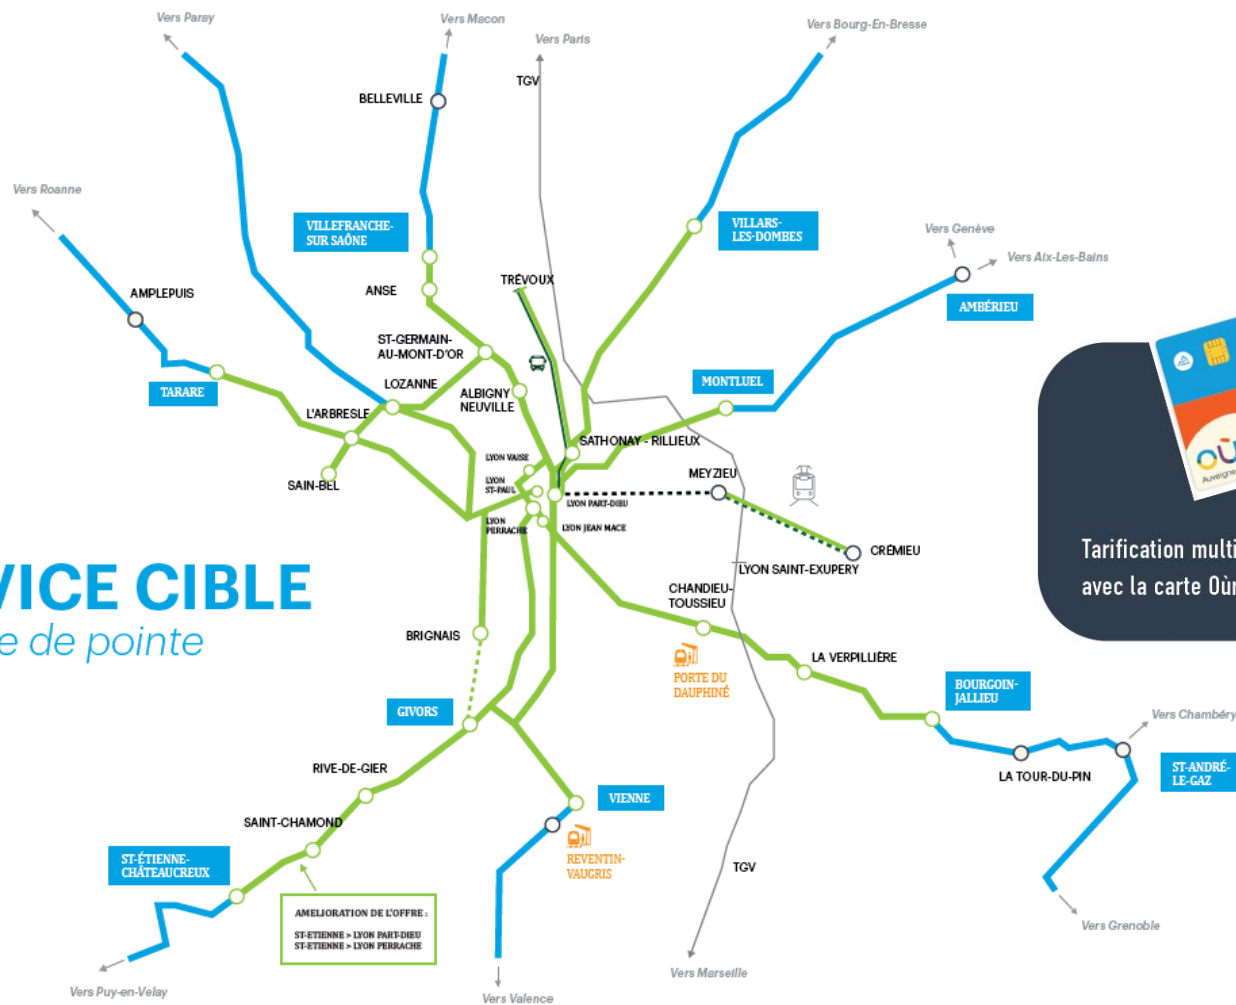 Vers Paray
Vers Macon
Vers Bourg-En-Bresse
Vers Paris
TGV
BELLEVILLE
Vers Roanne
VILLEFRANCHE-
SUR SAÔNE
VILLARS-
LES-DOMBES
Vers Genève
Vers Aix-Les-Bains
TRÉVOUX
ANSE
AMPLEPUIS
AMBÉRIEU
ST-GERMAIN-
AU-MONT-D'OR
LOZANNE
MONTLUEL
TARARE
ALBIGNY
NEUVILLE
L'ARBRESLE
SATHONAY - RILLIEUX
LYON VAISE
MEYZIEU
SAIN-BEL
LYON
ST-PAUL
LYON PART-DIEU
LYON
PERRACHE
LYON JEAN MACE
CRÉMIEU
LYON SAINT-EXUPERY
Auvergne
Tarification multi
avec la carte Où
VICE CIBLE
e de pointe
CHANDIEU-
TOUSSIEU
BRIGNAIS
LA VERPILLIÈRE
PORTE DU
DAUPHINÉ
BOURGOIN-
JALLIEU
GIVORS
Vers Chambéry
RIVE-DE-GIER
LA TOUR-DU-PIN
ST-ANDRÉ-
LE-GAZ
VIENNE
SAINT-CHAMOND
REVENTIN-
VAUGRIS
ST-ÉTIENNE-
CHÂTEAUCREUX
TGV
AMELIORATION DE L'OFFRE :
ST-ETIENNE > LYON PART-DIEU
ST-ETIENNE > LYON PERRACHE
Vers Grenoble
Vers Marseille
Vers Puy-en-Velay
Vers Valence